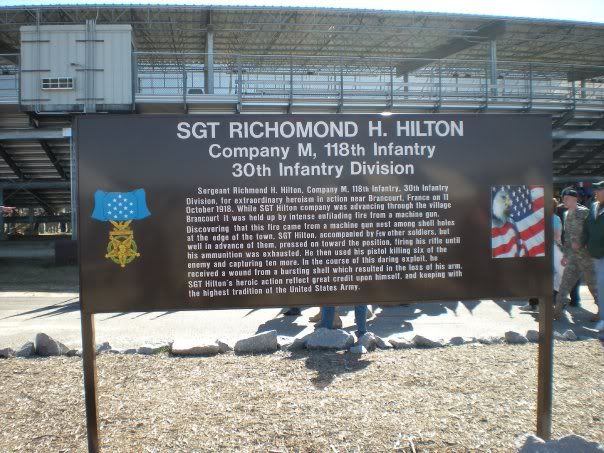 SGT RICHOMOND H. HILTON
Company M, 118th Infantry
30th Infantry Division
Sergeant Richmond H. Hilton, Company M, 118th Infantry, 30th Infantry
Division, for extraordinary heroism in action near Brancourt, France on 11
October 1918. While SGT Hilton company was advancing through the village
Brancourt it was held up by intense enfilading fire from a machine gun.
Discovering that this fire came from a machine gun nest among shell holes
at the edge of the town, SGT Hilton, accompanied by Few other soldiers, but
well in advance of them, pressed on toward the position, firing his rifle until
his ammunition was exhausted. He then used his pistol killing six of the
enemy and capturing ten more. In the course of this daring exploit, he
received a wound from a bursting shell which resulted in the loss of his arm.
SGT Hilton's heroic action reflect great credit upon himself, and keeping with
the highest tradition of the United States Army.